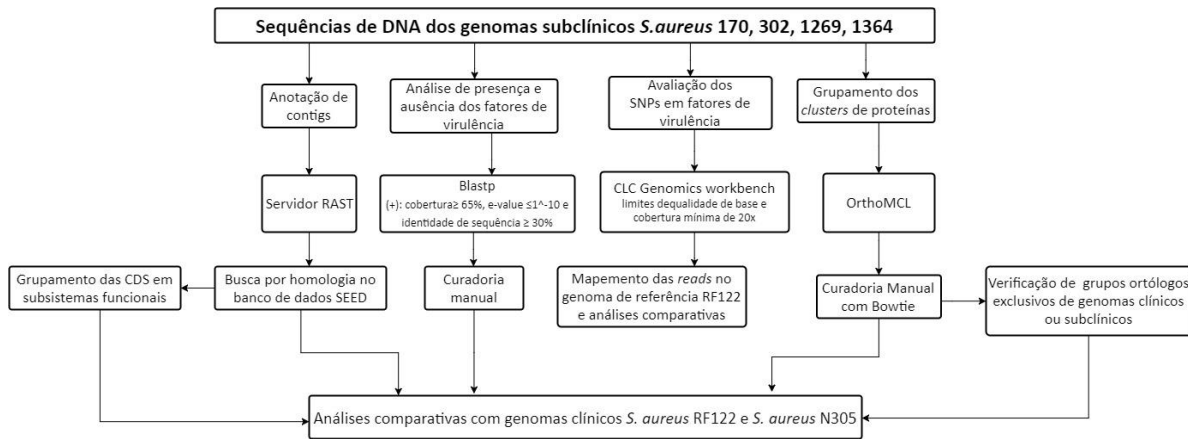 Sequências de DNA dos genomas subclínicos S.aureus 170, 302, 1269, 1364
Anotação de
contigs
Análise de presença e
ausência dos fatores de
virulência
Avaliação dos
SNPs em fatores de
virulência
Grupamento dos
clusters de proteínas
Servidor RAST
Blastp
(+): cobertura≥ 65%, e-value ≤1^-10 e
identidade de sequência ≥ 30%
CLC Genomics workbench
limites dequalidade de base e
cobertura mínima de 20x
OrthoMCL
Grupamento das CDS em
subsistemas funcionais
Busca por homologia no
banco de dados SEED
Curadoria
manual
Mapemento das reads no
genoma de referência RF122
e análises comparativas
Curadoria Manual
com Bowtie
Verificação de grupos ortólogos
exclusivos de genomas clínicos
ou subclínicos
Análises comparativas com genomas clínicos S. aureus RF122 e S. aureus N305